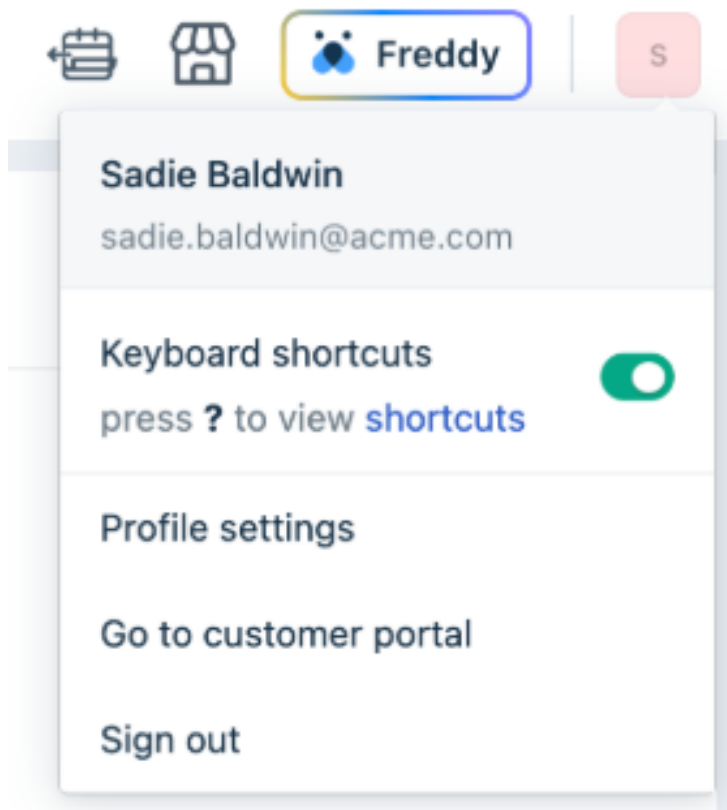 Freddy
S
Sadie Baldwin
sadie.baldwin@acme.com
Keyboard shortcuts
press ? to view shortcuts
Profile settings
Go to customer portal
Sign out